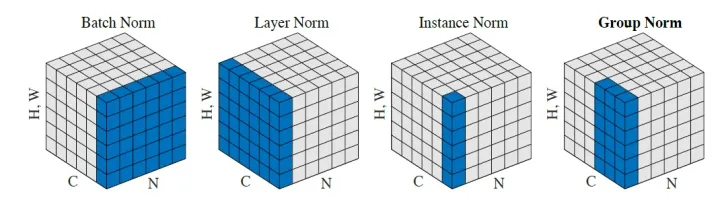 Batch Norm
Layer Norm
Instance Norm
Group Norm
H, W
C
N
H, W
C
N
H, W
C
N
H, W
C
N